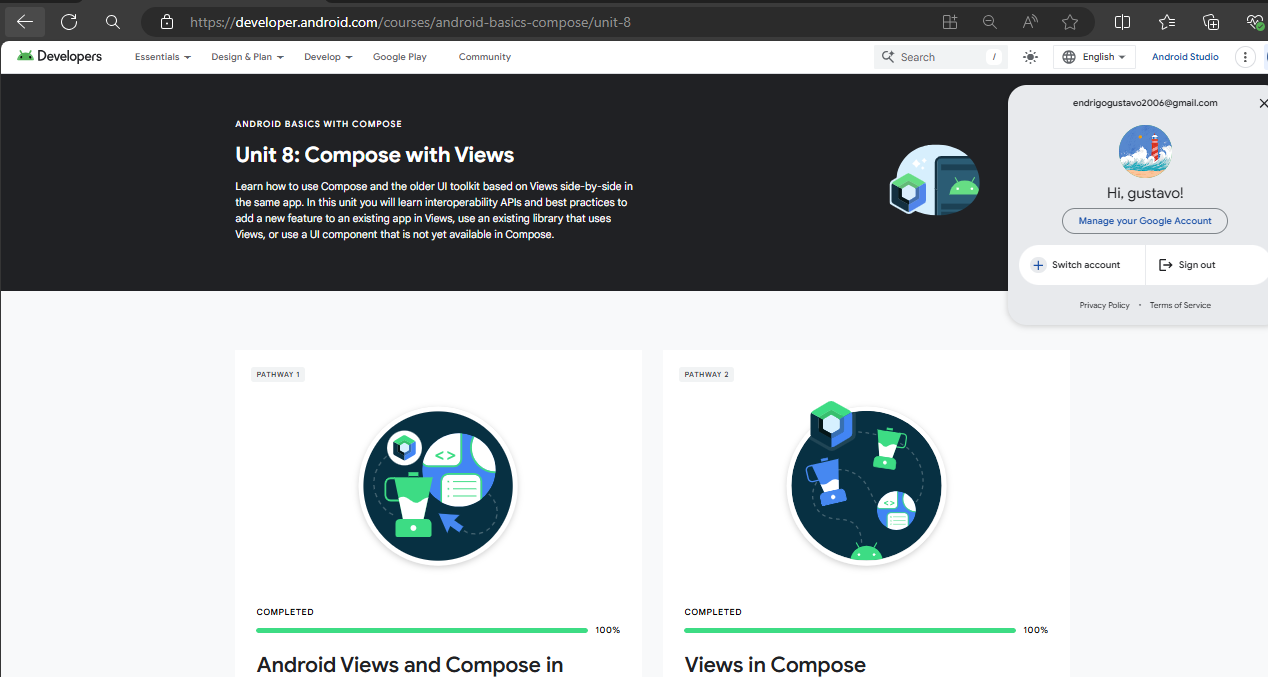 https://developer.android.com/courses/android-basics-compose/unit-8
Developers
Essentials
Design & Plan
Develop
Google Play
Community
Search
/
English
Android Studio
endrigogustavo2006@gmail.com
Hi, gustavo!
Manage your Google Account
Switch account
Sign out
Privacy Policy • Terms of Service
ANDROID BASICS WITH COMPOSE
Unit 8: Compose with Views
Learn how to use Compose and the older UI toolkit based on Views side-by-side in
the same app. In this unit you will learn interoperability APIs and best practices to
add a new feature to an existing app in Views, use an existing library that uses
Views, or use a UI component that is not yet available in Compose.
PATHWAY 1
COMPLETED
100%
Android Views and Compose in
PATHWAY 2
COMPLETED
100%
Views in Compose